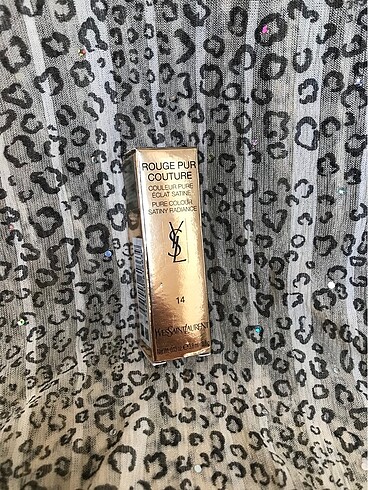 ROUGE PUR
COUTURE
COULEUR PURE
ÉCLAT SATINÉ
PURE COLOUR
SATINY RADIANCE
YSL
14
YVESSAINTLAURENT